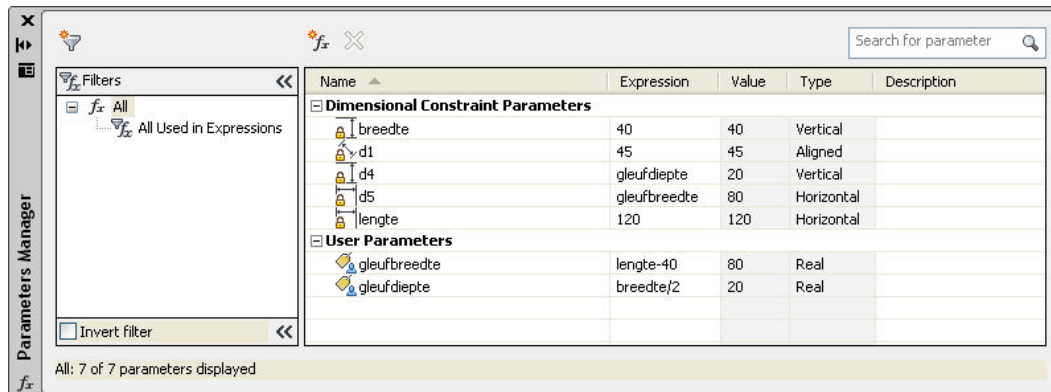 Search for parameter
Filters
All
All Used in Expressions
Invert filter
Name Expression Value Type Description
Dimensional Constraint Parameters
breedte 40 40 Vertical
d1 45 45 Aligned
d4 gleufdiepte 20 Vertical
d5 gleufbreedte 80 Horizontal
lengte 120 120 Horizontal
User Parameters
gleufbreedte lengte-40 80 Real
gleufdiepte breedte/2 20 Real
All: 7 of 7 parameters displayed
Parameters Manager